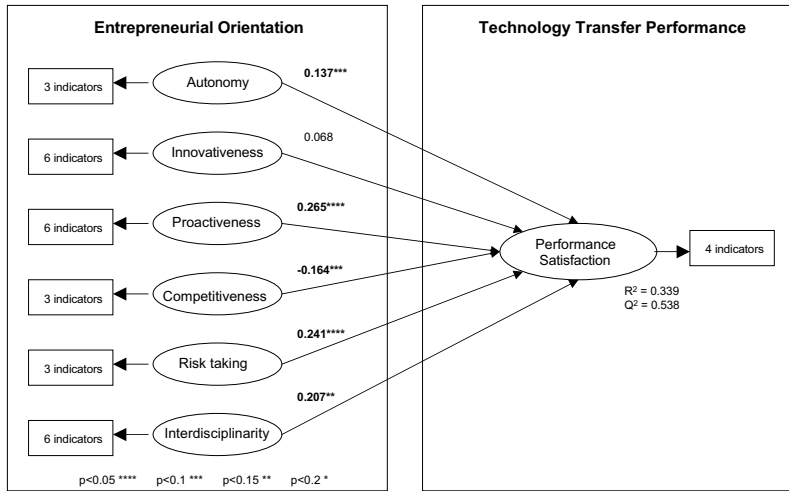 Entrepreneurial Orientation
Technology Transfer Performance
3 indicators
Autonomy
0.137***
6 indicators
Innovativeness
0.068
6 indicators
Proactiveness
0.265****
3 indicators
Competitiveness
-0.164***
3 indicators
Risk taking
0.241****
6 indicators
Interdisciplinarity
0.207**
Performance
Satisfaction
4 indicators
R² = 0.339
Q² = 0.538
p<0.05 **** p<0.1 *** p<0.15 ** p<0.2 *